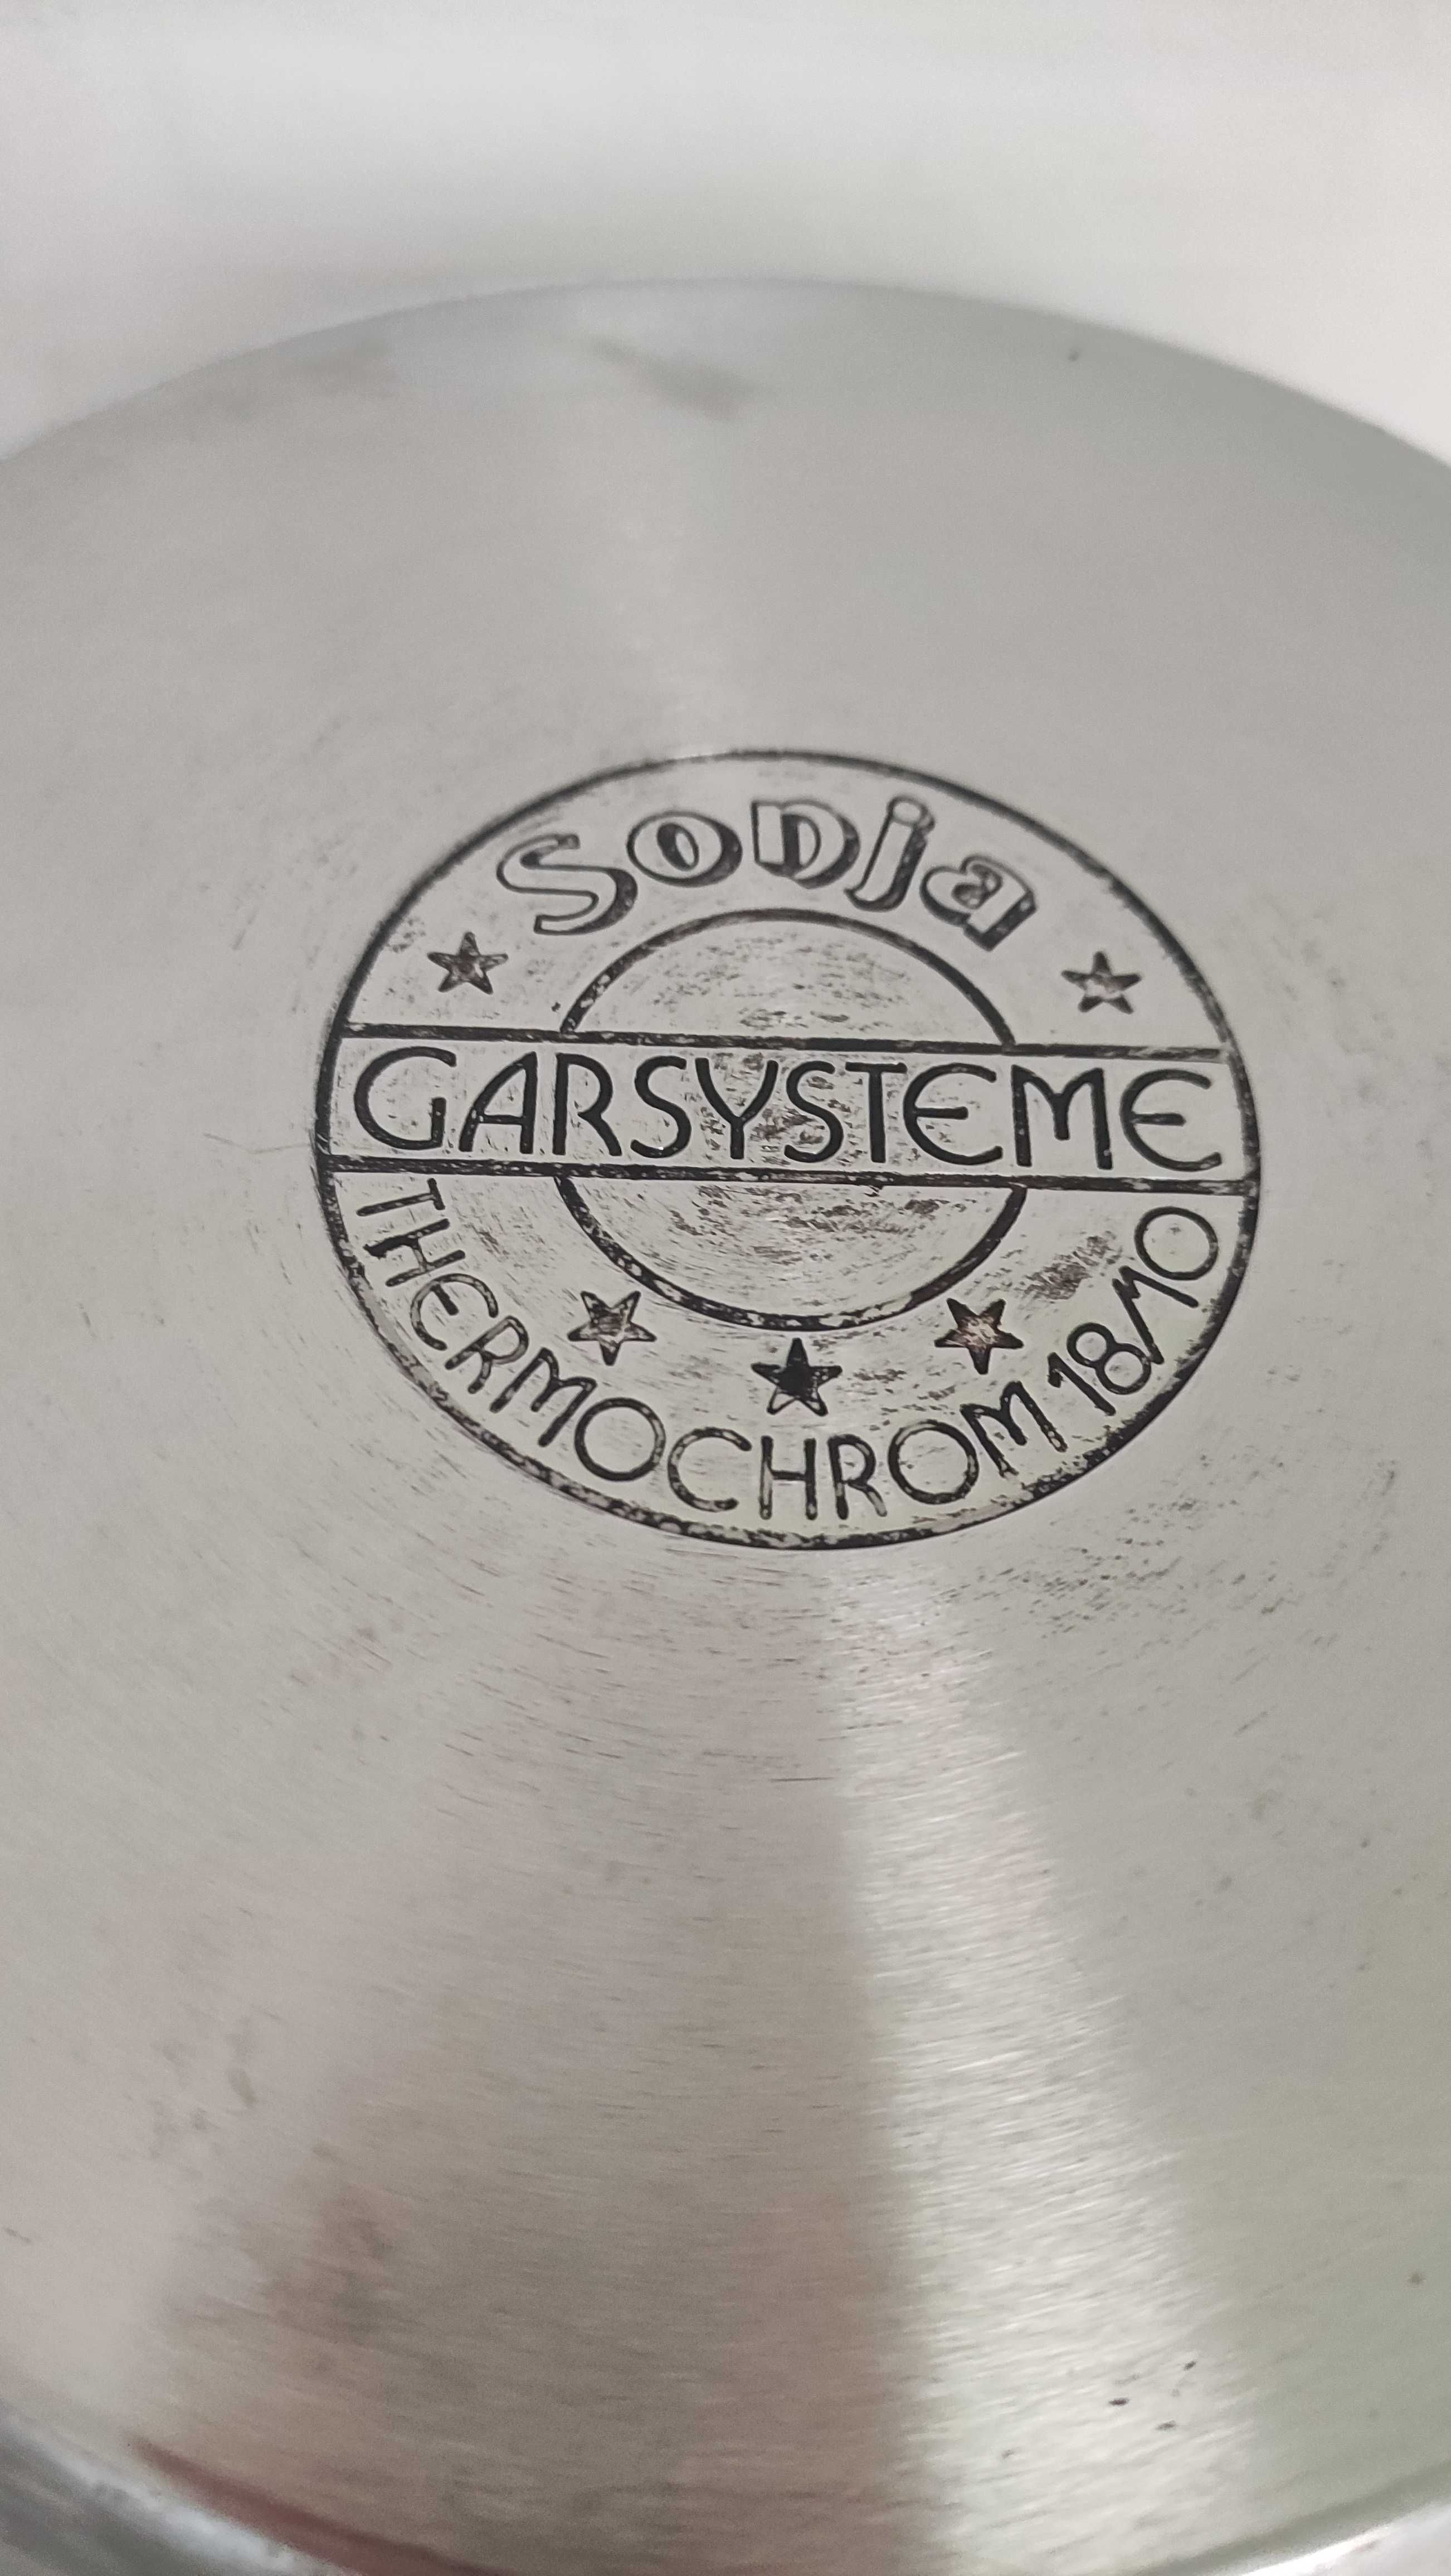 Sonja
GARSYSTEME
THERMOCHROM 18/10